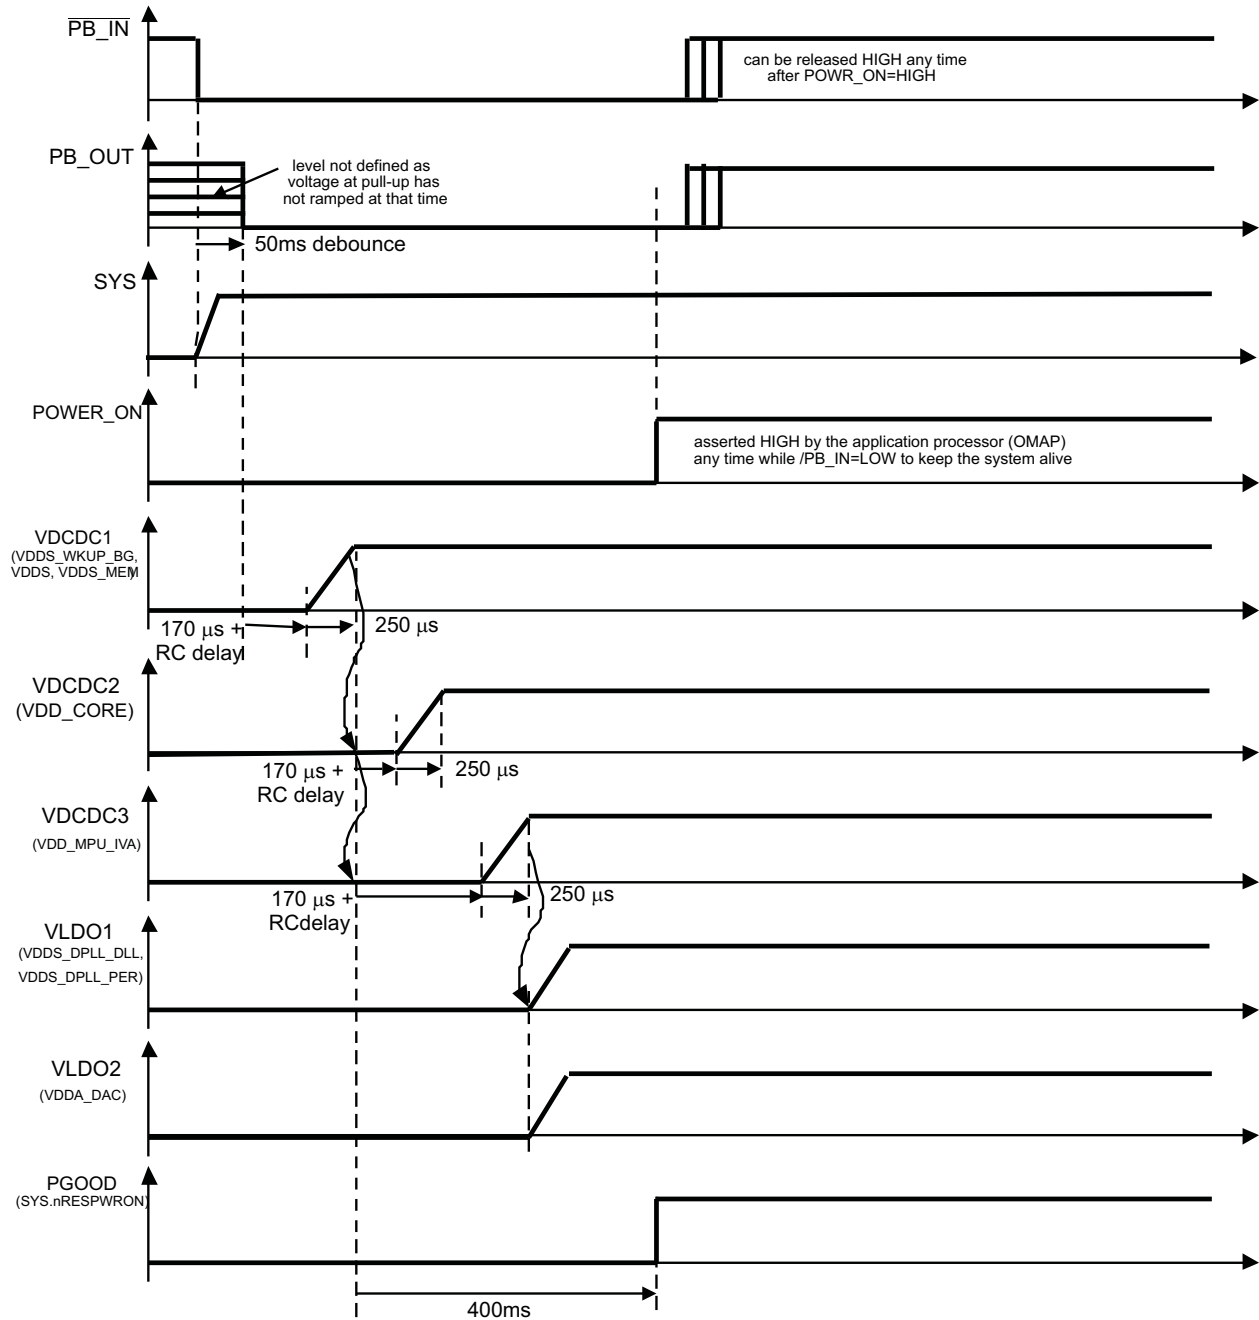 PB_IN
can be released HIGH any time
after POWR_ON=HIGH
PB_OUT
level not defined as
voltage at pull-up has
not ramped at that time
50ms debounce
SYS
POWER_ON
asserted HIGH by the application processor (OMAP)
any time while /PB_IN=LOW to keep the system alive
VDCDC1
(VDDS_WKUP_BG,
VDDS, VDDS_MEM)
170 μs +
RC delay
250 μs
VDCDC2
(VDD_CORE)
170 μs +
RC delay
250 μs
VDCDC3
(VDD_MPU_IVA)
170 μs +
RCdelay
250 μs
VLDO1
(VDDS_DPLL_DLL,
VDDS_DPLL_PER)
VLDO2
(VDDA_DAC)
PGOOD
(SYS.nRESPWRON)
400ms